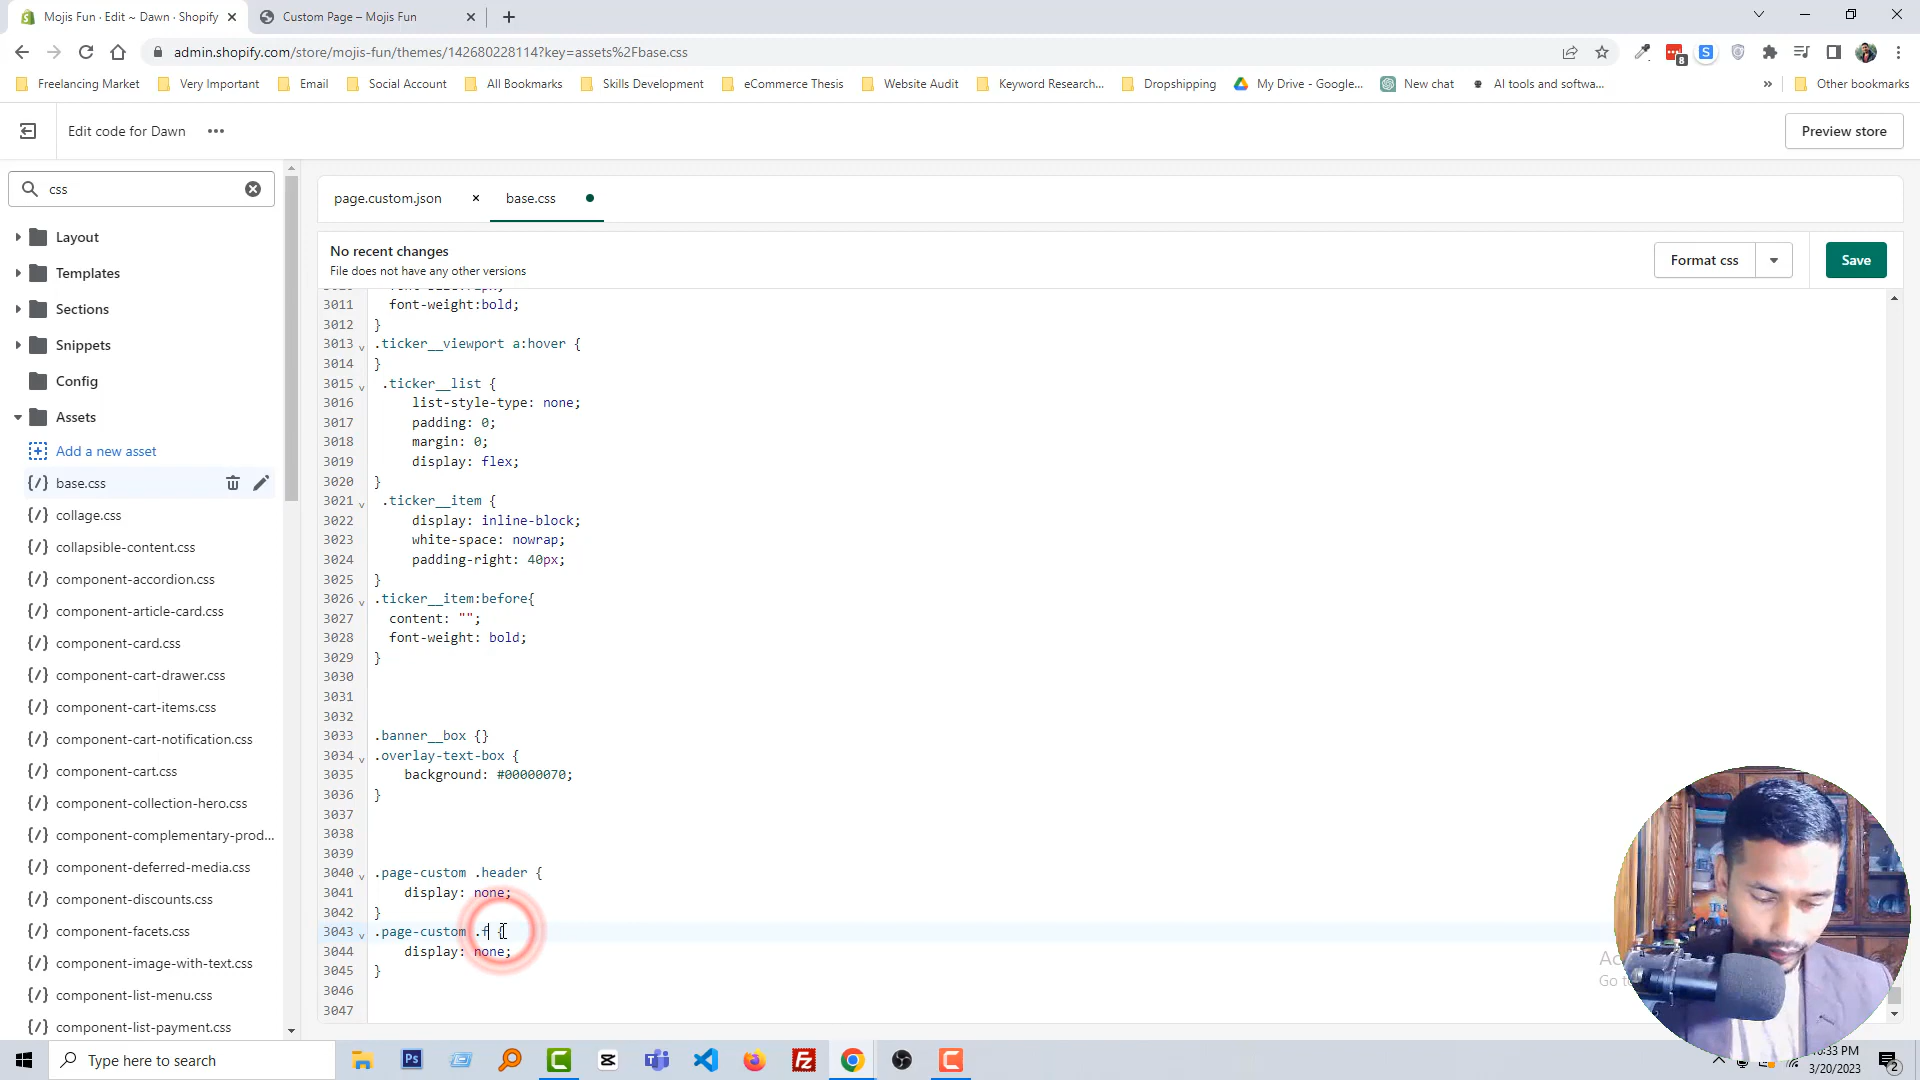 Mojis Fun · Edit ~ Dawn · Shopify
Custom Page – Mojis Fun
admin.shopify.com/store/mojis-fun/themes/142680228114?key=assets%2Fbase.css
8
Freelancing Market
Very Important
Email
Social Account
All Bookmarks
Skills Development
eCommerce Thesis
Website Audit
Keyword Research...
Dropshipping
My Drive - Google...
New chat
AI tools and softwa...
»
Other bookmarks
Edit code for Dawn
Preview store
css
page.custom.json
base.css
Layout
Templates
Sections
Snippets
Config
Assets
Add a new asset
base.css
collage.css
collapsible-content.css
component-accordion.css
component-article-card.css
component-card.css
component-cart-drawer.css
component-cart-items.css
component-cart-notification.css
component-cart.css
component-collection-hero.css
component-complementary-prod...
component-deferred-media.css
component-discounts.css
component-facets.css
component-image-with-text.css
component-list-menu.css
component-list-payment.css
No recent changes
File does not have any other versions
Format css
Save
3011 font-weight:bold;
3012 }
3013 .ticker__viewport a:hover {
3014 }
3015 .ticker__list {
3016 list-style-type: none;
3017 padding: 0;
3018 margin: 0;
3019 display: flex;
3020 }
3021 .ticker__item {
3022 display: inline-block;
3023 white-space: nowrap;
3024 padding-right: 40px;
3025 }
3026 .ticker__item:before{
3027 content: "";
3028 font-weight: bold;
3029 }
3030
3031
3032
3033 .banner__box {}
3034 .overlay-text-box {
3035 background: #00000070;
3036 }
3037
3038
3039
3040 .page-custom .header {
3041 display: none;
3042 }
3043 .page-custom .f {
3044 display: none;
3045 }
3046
3047
Type here to search
:33 PM
3/20/2023
2